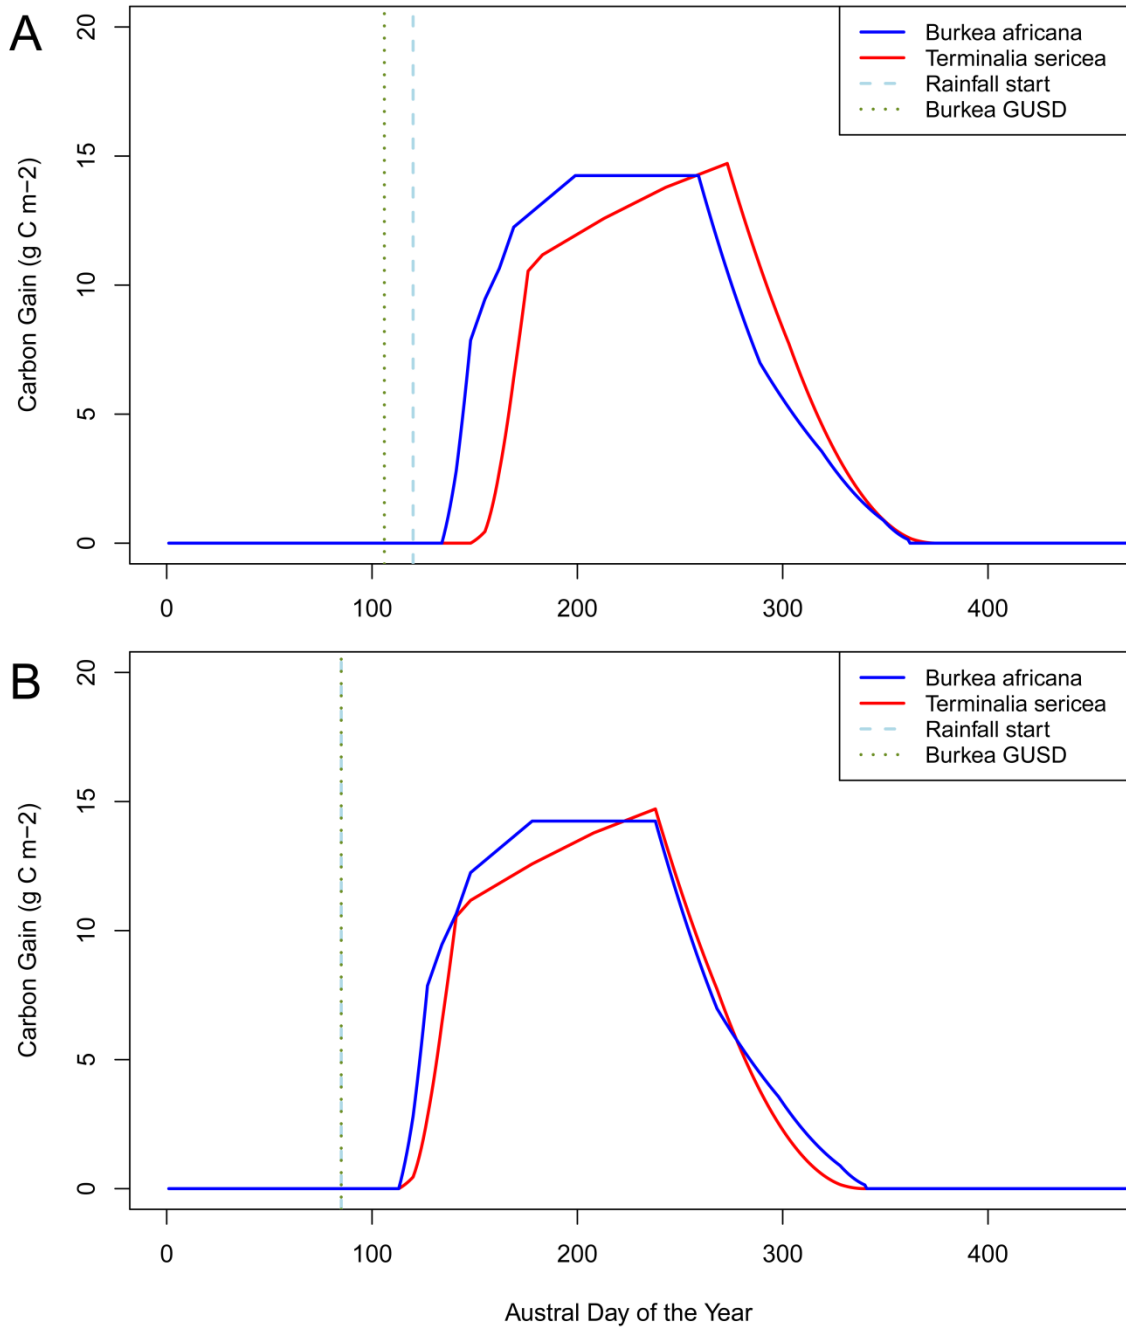 A
Carbon Gain (g C m−2)
20
15
10
5
0
Burkea africana
Terminalia sericea
Rainfall start
Burkea GUSD
0 100 200 300 400
B
Carbon Gain (g C m−2)
20
15
10
5
0
Burkea africana
Terminalia sericea
Rainfall start
Burkea GUSD
0 100 200 300 400
Austral Day of the Year